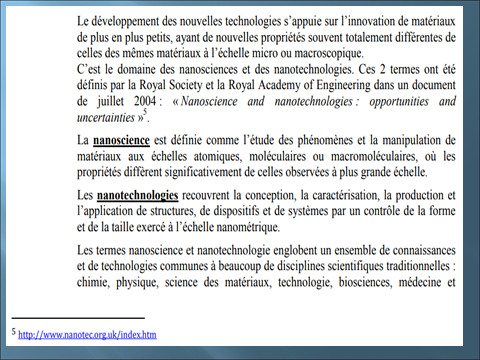 Le développement des nouvelles technologies s’appuie sur l’innovation de matériaux
de plus en plus petits, ayant de nouvelles propriétés souvent totalement différentes de
celles des mêmes matériaux à l’échelle micro ou macroscopique.
C’est le domaine des nanosciences et des nanotechnologies. Ces 2 termes ont été
définis par la Royal Society et la Royal Academy of Engineering dans un document
de juillet 2004 : « Nanoscience and nanotechnologies : opportunities and
uncertainties »5.
La nanoscience est définie comme l’étude des phénomènes et la manipulation de
matériaux aux échelles atomiques, moléculaires ou macromoléculaires, où les
propriétés diffèrent significativement de celles observées à plus grande échelle.
Les nanotechnologies recouvrent la conception, la caractérisation, la production et
l’application de structures, de dispositifs et de systèmes par un contrôle de la forme
et de la taille exercé à l’échelle nanométrique.
Les termes nanoscience et nanotechnologie englobent un ensemble de connaissances
et de technologies communes à beaucoup de disciplines scientifiques traditionnelles :
chimie, physique, science des matériaux, technologie, biosciences, médecine et
5 http://www.nanotec.org.uk/index.htm